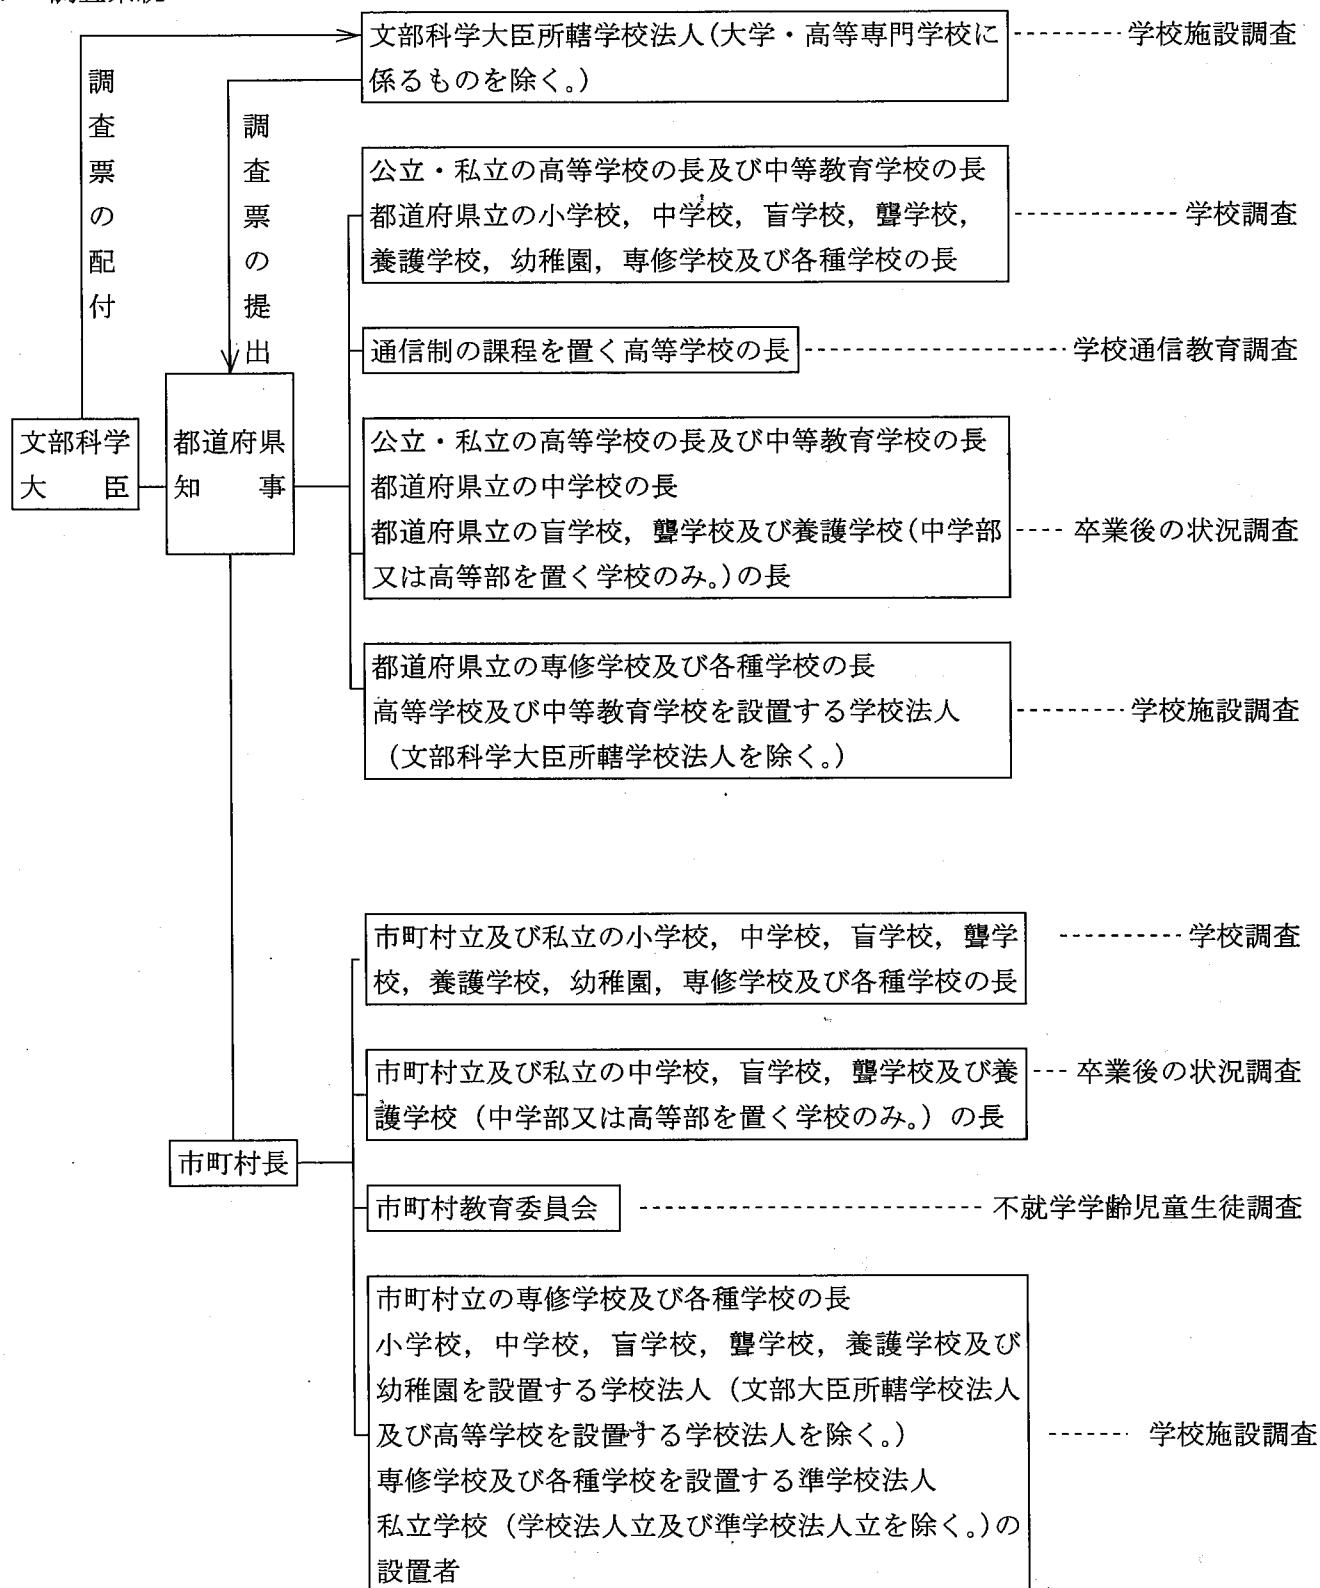 文部科学大臣所轄学校法人(大学・高等専門学校に
係るものを除く。)
学校施設調査
調査票の配付
調査票の提出
公立・私立の高等学校の長及び中等教育学校の長
都道府県立の小学校，中学校，盲学校，聾学校，
養護学校，幼稚園，専修学校及び各種学校の長
学校調査
通信制の課程を置く高等学校の長
学校通信教育調査
文部科学
大　臣
都道府県
知　事
公立・私立の高等学校の長及び中等教育学校の長
都道府県立の中学校の長
都道府県立の盲学校，聾学校及び養護学校(中学部
又は高等部を置く学校のみ。)の長
卒業後の状況調査
都道府県立の専修学校及び各種学校の長
高等学校及び中等教育学校を設置する学校法人
(文部科学大臣所轄学校法人を除く。)
学校施設調査
市町村立及び私立の小学校，中学校，盲学校，聾学
校，養護学校，幼稚園，専修学校及び各種学校の長
学校調査
市町村立及び私立の中学校，盲学校，聾学校及び養
護学校（中学部又は高等部を置く学校のみ。）の長
卒業後の状況調査
市町村長
市町村教育委員会
不就学学齢児童生徒調査
市町村立の専修学校及び各種学校の長
小学校，中学校，盲学校，聾学校，養護学校及び
幼稚園を設置する学校法人（文部大臣所轄学校法人
及び高等学校を設置する学校法人を除く。）
専修学校及び各種学校を設置する準学校法人
私立学校（学校法人立及び準学校法人立を除く。）の
設置者
学校施設調査